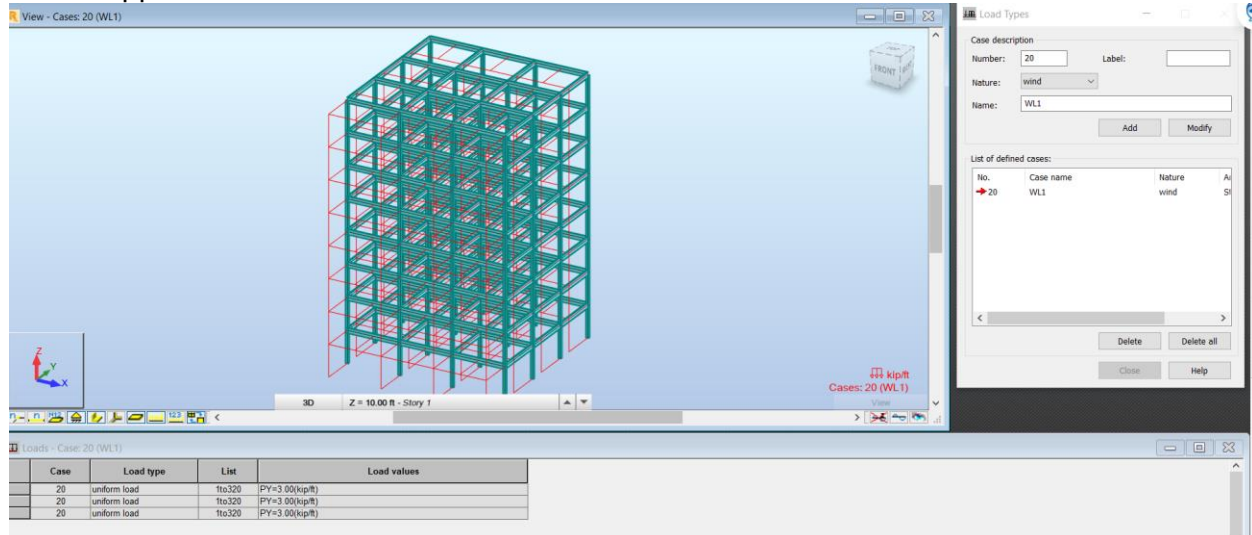 View - Cases: 20 (WL1)
FRONT
Z
Y
X
kip/ft
Cases: 20 (WL1)
3D Z = 10.00 ft - Story 1 View
Load Types
Case description
Number: 20 Label:
Nature: wind
Name: WL1
Add Modify
List of defined cases:
No. Case name Nature
20 WL1 wind
Delete Delete all
Close Help
Loads - Case: 20 (WL1)
Case Load type List Load values
20 uniform load 1to320 PY=3.00(kip/ft)
20 uniform load 1to320 PY=3.00(kip/ft)
20 uniform load 1to320 PY=3.00(kip/ft)